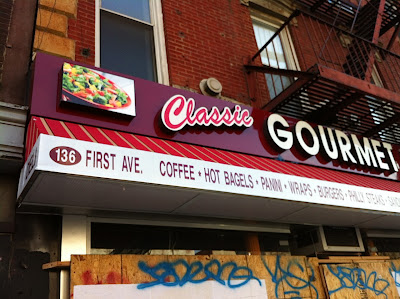 Classic GOURMET
136 FIRST AVE. COFFEE • HOT BAGELS • PANINI • WRAPS • BURGERS • PHILLY STEAKS •